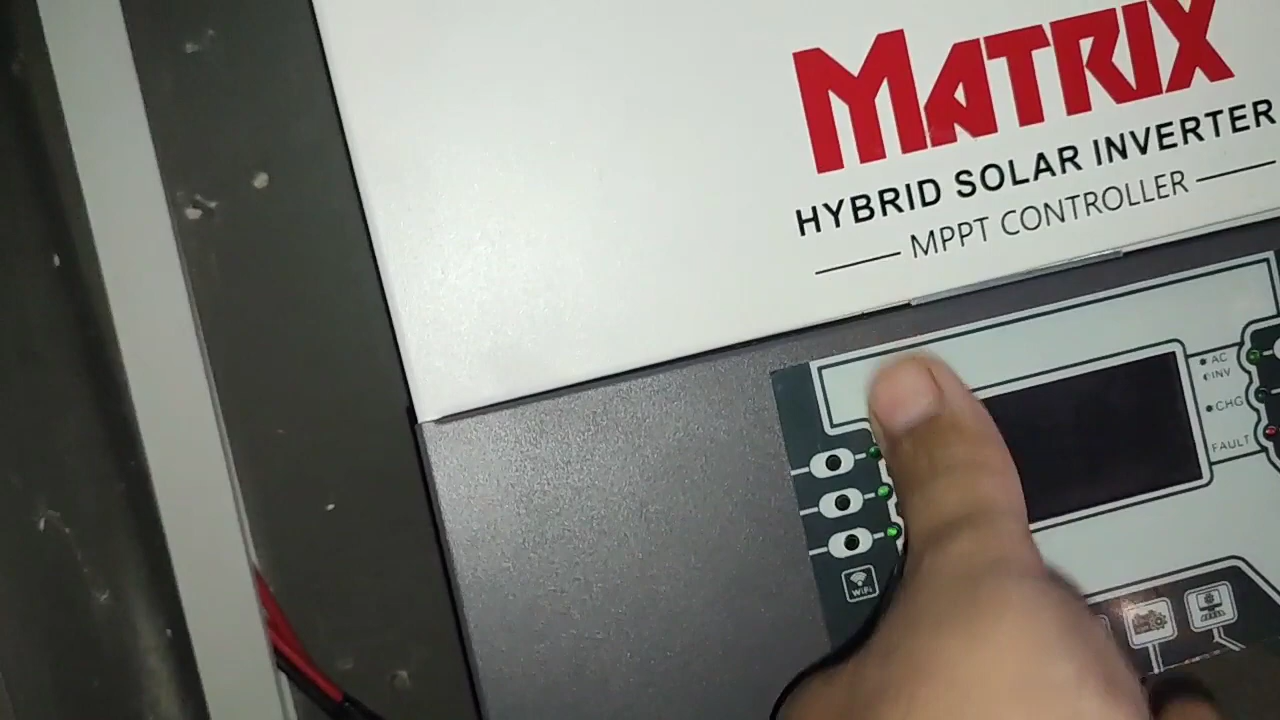 MATRIX
HYBRID SOLAR INVERTER
MPPT CONTROLLER
AC
INV
CHG
FAULT
WiFi